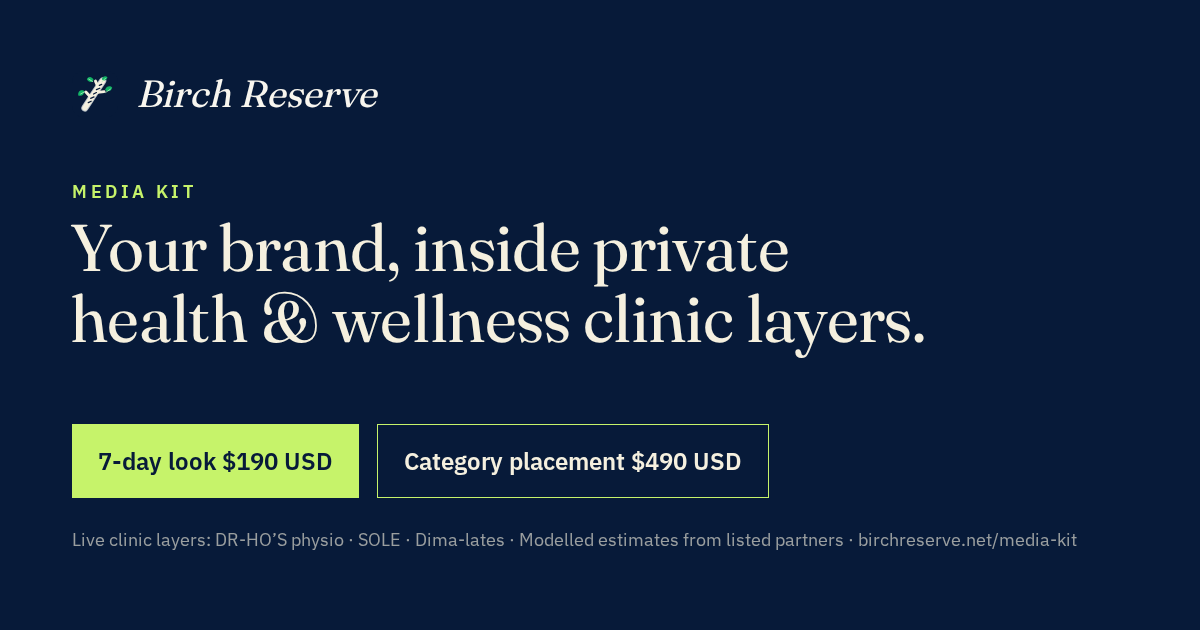 Birch Reserve
MEDIA KIT
Your brand, inside private
health & wellness clinic layers.
7-day look $190 USD
Category placement $490 USD
Live clinic layers: DR-HO’S physio · SOLE · Dima-lates · Modelled estimates from listed partners · birchreserve.net/media-kit